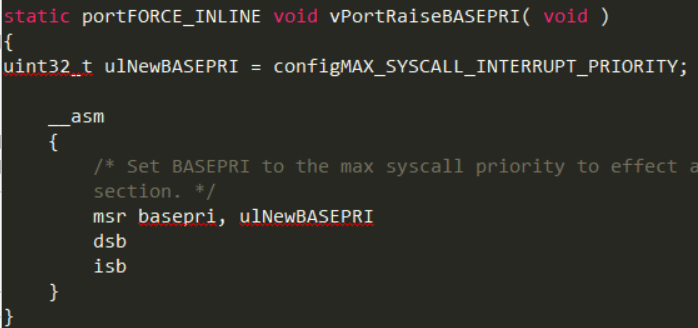 static portFORCE_INLINE void vPortRaiseBASEPRI( void )
{
uint32_t ulNewBASEPRI = configMAX_SYSCALL_INTERRUPT_PRIORITY;
__asm
{
/* Set BASEPRI to the max syscall priority to effect a
section. */
msr basepri, ulNewBASEPRI
dsb
isb
}
}